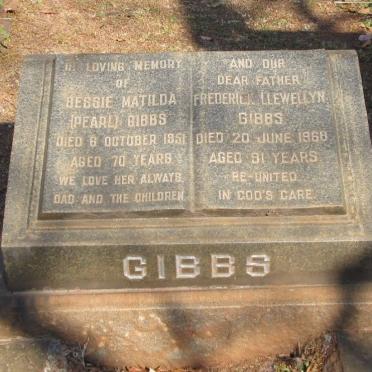 IN LOVING MEMORY
OF
BESSIE MATILDA
(PEARL) GIBBS
DIED 6 OCTOBER 1951
AGED 70 YEARS
WE LOVE HER ALWAYS
DAD AND THE CHILDREN
AND OUR
DEAR FATHER
FREDERICK LLEWELLYN
GIBBS
DIED 20 JUNE 1968
AGED 91 YEARS
RE-UNITED
IN GOD'S CARE.
GIBBS